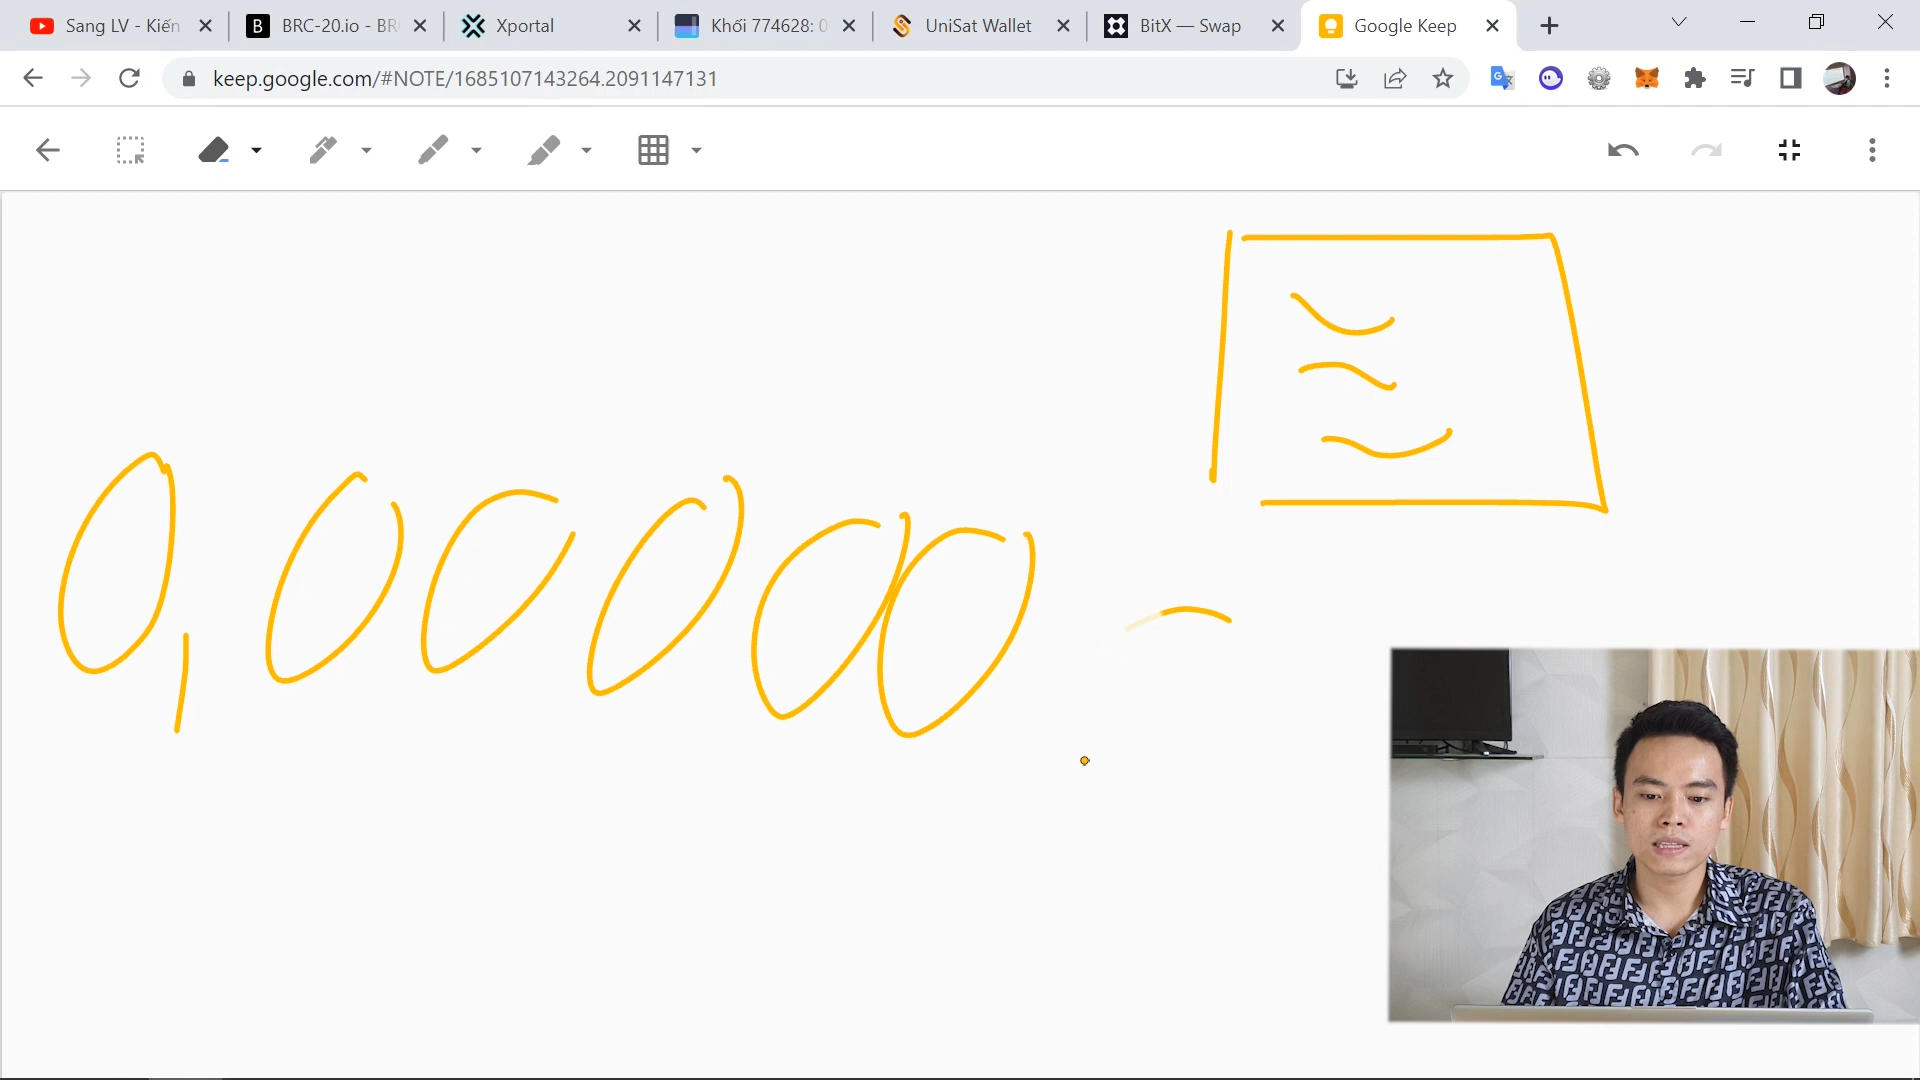 Sang LV - Kiến
BRC-20.io - BR
Xportal
Khối 774628: 0
UniSat Wallet
BitX — Swap
Google Keep
keep.google.com/#NOTE/1685107143264.2091147131
0,00000